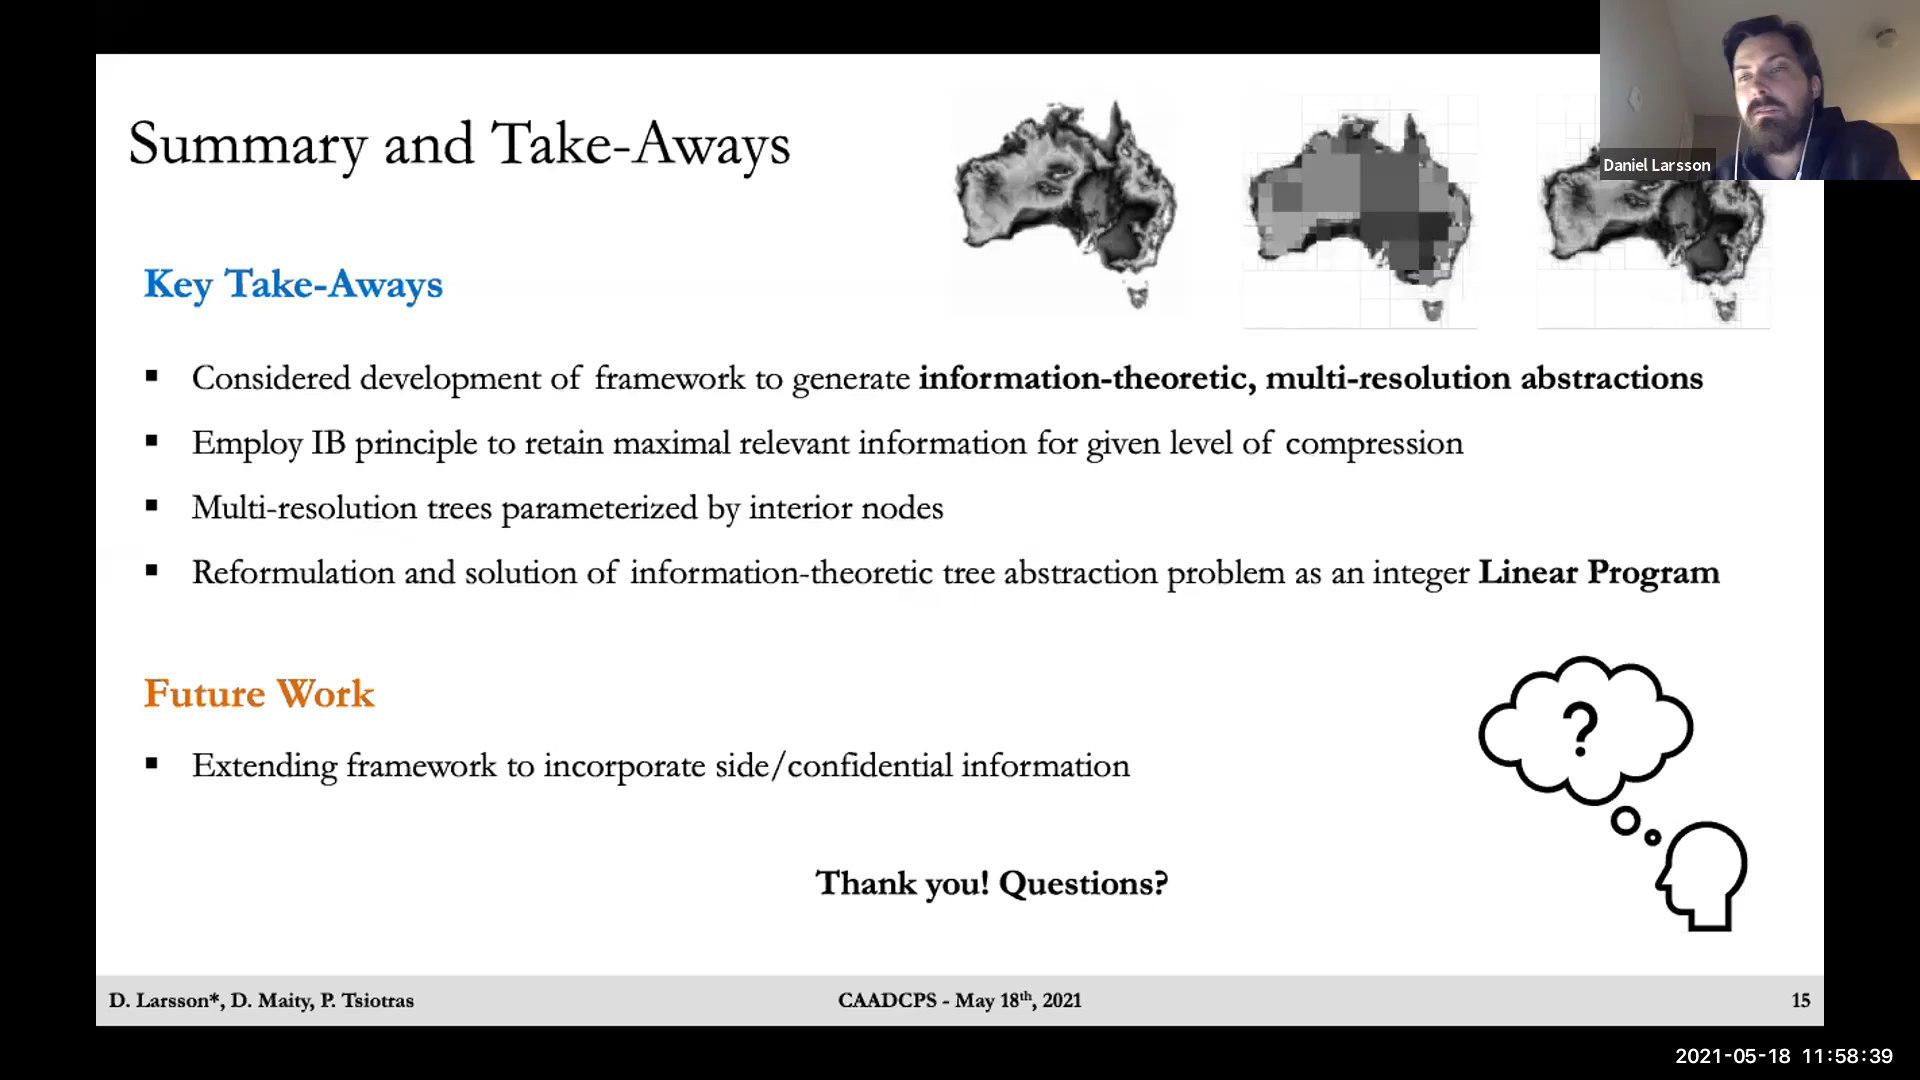 Summary and Take-Aways
Daniel Larsson
Key Take-Aways
▪ Considered development of framework to generate information-theoretic, multi-resolution abstractions
▪ Employ IB principle to retain maximal relevant information for given level of compression
▪ Multi-resolution trees parameterized by interior nodes
▪ Reformulation and solution of information-theoretic tree abstraction problem as an integer Linear Program
Future Work
▪ Extending framework to incorporate side/confidential information
?
Thank you! Questions?
D. Larsson*, D. Maity, P. Tsiotras
CAADCPS - May 18th, 2021
15
2021-05-18 11:58:39